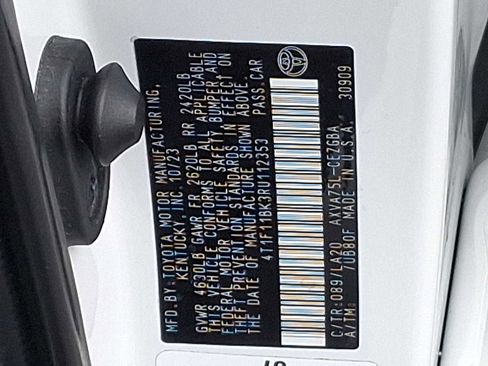 MFD.BY: TOYOTA MOTOR MANUFACTURING,
KENTUCKY, INC. 10/23
GVWR 4630LB GAWR FR 2620LB RR 2420LB
THIS VEHICLE CONFORMS TO ALL APPLICABLE
FEDERAL MOTOR VEHICLE SAFETY, BUMPER AND
THEFT PREVENTION STANDARDS IN EFFECT ON
THE DATE OF MANUFACTURE SHOWN ABOVE.
4T1F11BK3RU112353 PASS.CAR
C/TR:089/LA20 AXVA75L-CEZGBA
A/TM: /UB80F MADE IN U.S.A. 30909